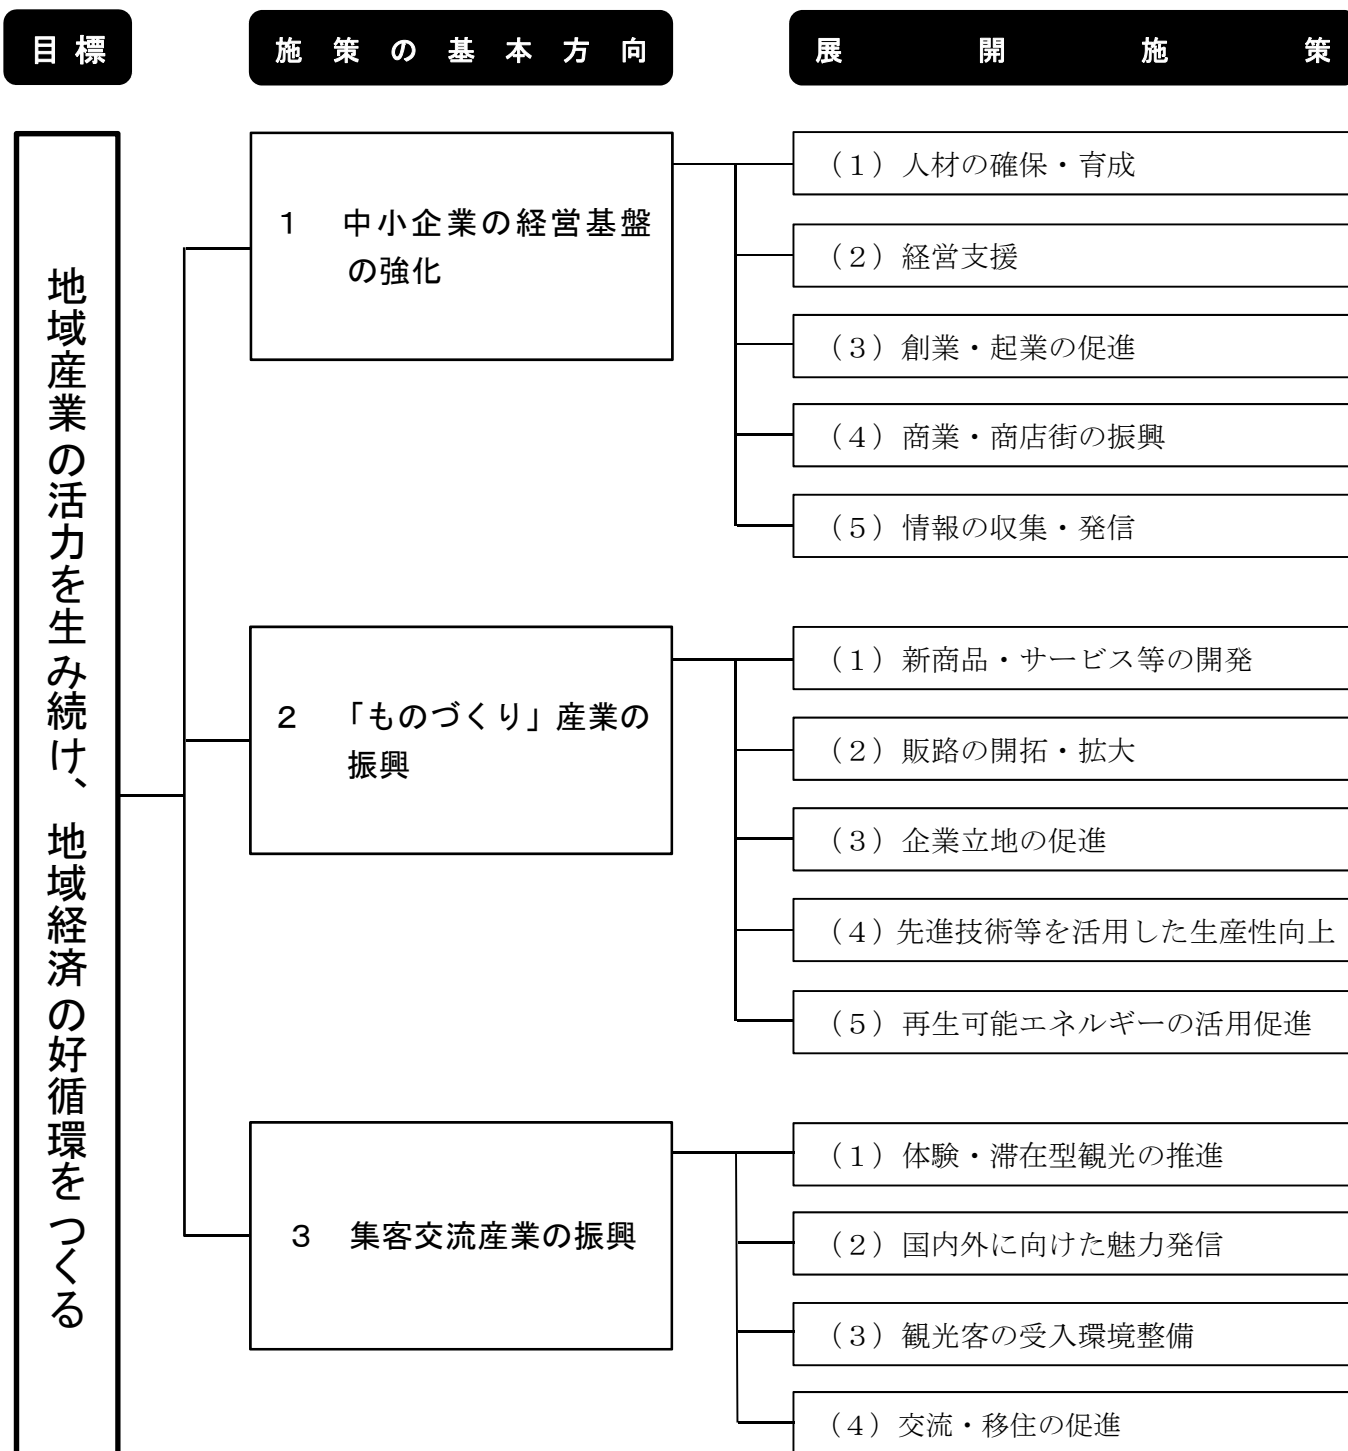 目標
施策の基本方向
展開施策
地域産業の活力を生み続け、地域経済の好循環をつくる
1 中小企業の経営基盤
の強化
(1)人材の確保・育成
(2)経営支援
(3)創業・起業の促進
(4)商業・商店街の振興
(5)情報の収集・発信
2 「ものづくり」産業の
振興
(1)新商品・サービス等の開発
(2)販路の開拓・拡大
(3)企業立地の促進
(4)先進技術等を活用した生産性向上
(5)再生可能エネルギーの活用促進
3 集客交流産業の振興
(1)体験・滞在型観光の推進
(2)国内外に向けた魅力発信
(3)観光客の受入環境整備
(4)交流・移住の促進